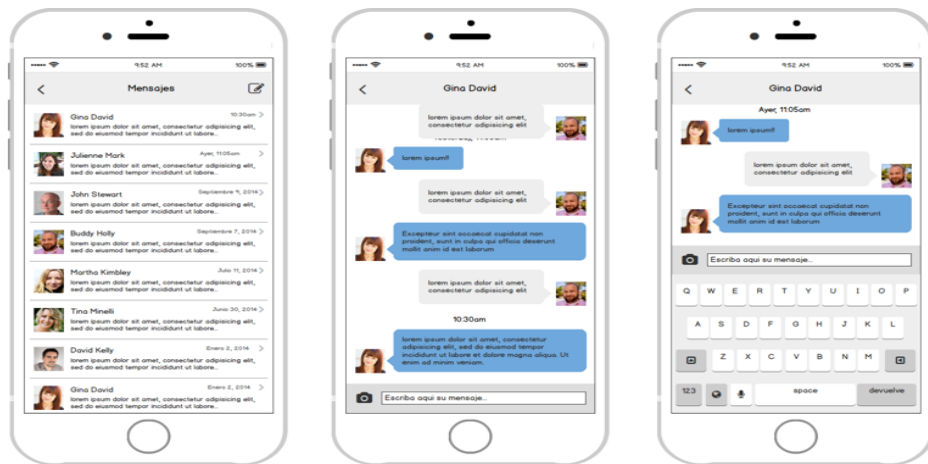 9:52 AM
100%
Mensajes
Gina David
10:30am
lorem ipsum dolor sit amet, consectetur adipisicing elit,
sed do eiusmod tempor incididunt ut labore...
Julienne Mark
Ayer, 11:05am
lorem ipsum dolor sit amet, consectetur adipisicing elit,
sed do eiusmod tempor incididunt ut labore...
John Stewart
Septiembre 9, 2014
lorem ipsum dolor sit amet, consectetur adipisicing elit,
sed do eiusmod tempor incididunt ut labore...
Buddy Holly
Septiembre 7, 2014
lorem ipsum dolor sit amet, consectetur adipisicing elit,
sed do eiusmod tempor incididunt ut labore...
Martha Kimbley
Julio 11, 2014
lorem ipsum dolor sit amet, consectetur adipisicing elit,
sed do eiusmod tempor incididunt ut labore...
Tina Minelli
Junio 30, 2014
lorem ipsum dolor sit amet, consectetur adipisicing elit,
sed do eiusmod tempor incididunt ut labore...
David Kelly
Enero 2, 2014
lorem ipsum dolor sit amet, consectetur adipisicing elit,
sed do eiusmod tempor incididunt ut labore...
Gina David
Enero 2, 2014
lorem ipsum dolor sit amet, consectetur adipisicing elit,
sed do eiusmod tempor incididunt ut labore...
9:52 AM
100%
Gina David
lorem ipsum dolor sit amet,
consectetur adipisicing elit
lorem ipsum!!
lorem ipsum dolor sit amet,
consectetur adipisicing elit
Excepteur sint occaecat cupidatat non
proident, sunt in culpa qui officia deserunt
mollit anim id est laborum
lorem ipsum dolor sit amet,
consectetur adipisicing elit
10:30am
lorem ipsum dolor sit amet, consectetur
adipisicing elit, sed do eiusmod tempor
incididunt ut labore et dolore magna aliqua. Ut
enim ad minim veniam.
Escriba aqui su mensaje...
9:52 AM
100%
Gina David
Ayer, 11:05am
lorem ipsum!!
lorem ipsum dolor sit amet,
consectetur adipisicing elit
Excepteur sint occaecat cupidatat non
proident, sunt in culpa qui officia deserunt
mollit anim id est laborum
Escriba aqui su mensaje...
Q W E R T Y U I O P
A S D F G H J K L
Z X C V B N M
123 space devuelve